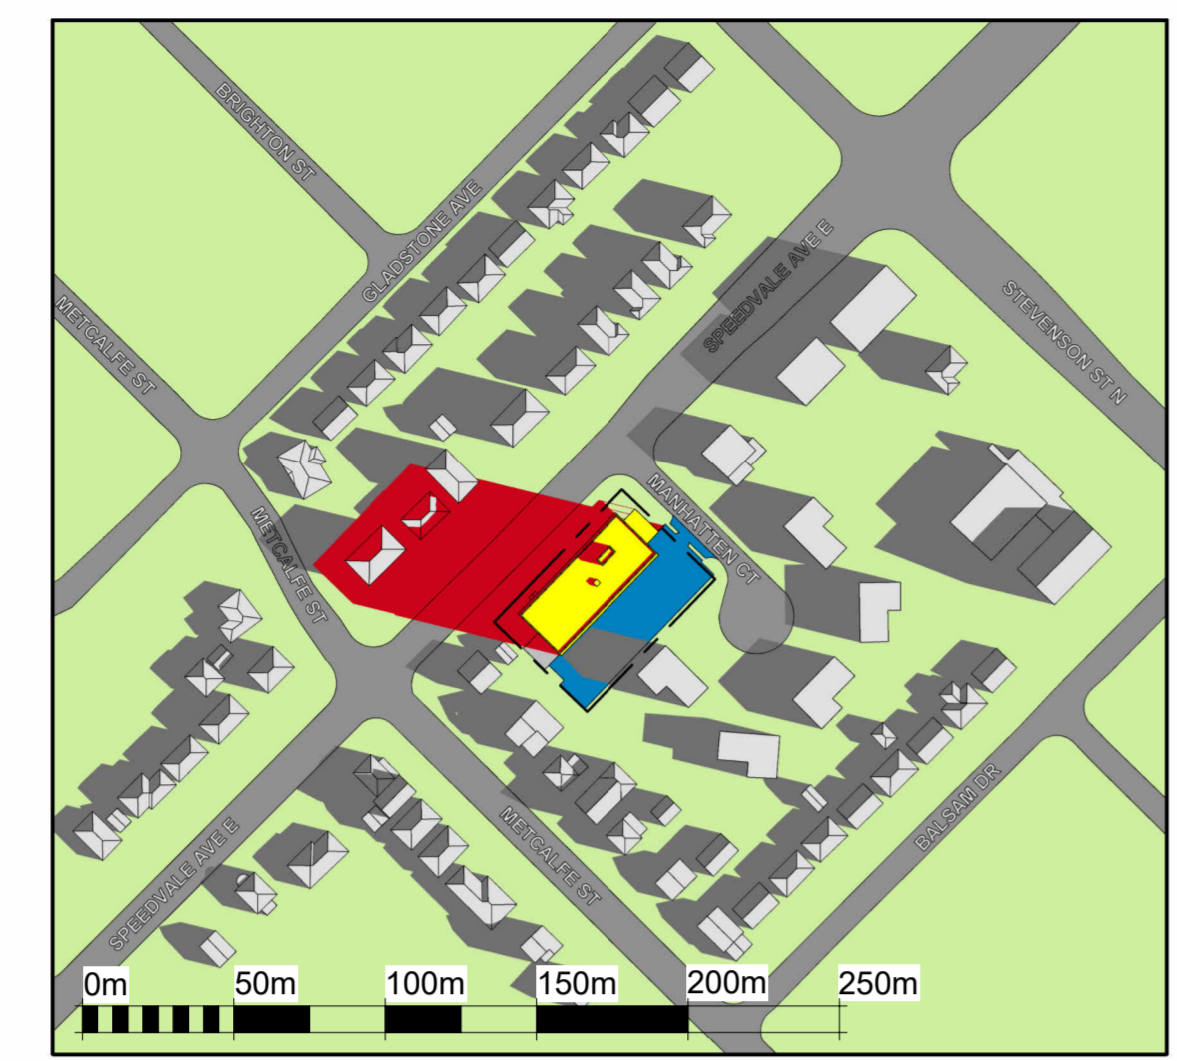 BRIGHTON ST
GLADSTONE AVE
METCALFE ST
SPEEDVALE AVE E
STEVENSON ST N
MANHATTEN CT
METCALFE ST
METCALFE ST
BALSAM DR
SPEEDVALE AVE E
0m 50m 100m 150m 200m 250m